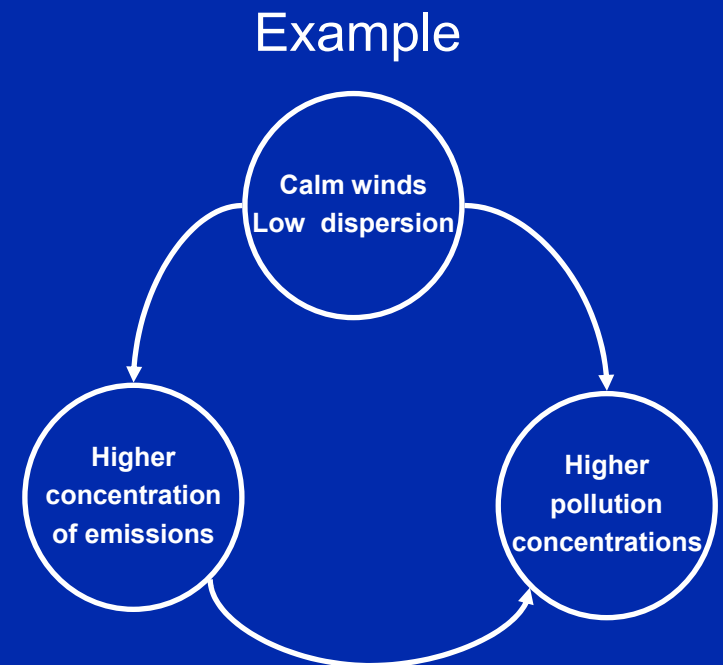 Example
Calm winds
Low dispersion
Higher
concentration
of emissions
Higher
pollution
concentrations